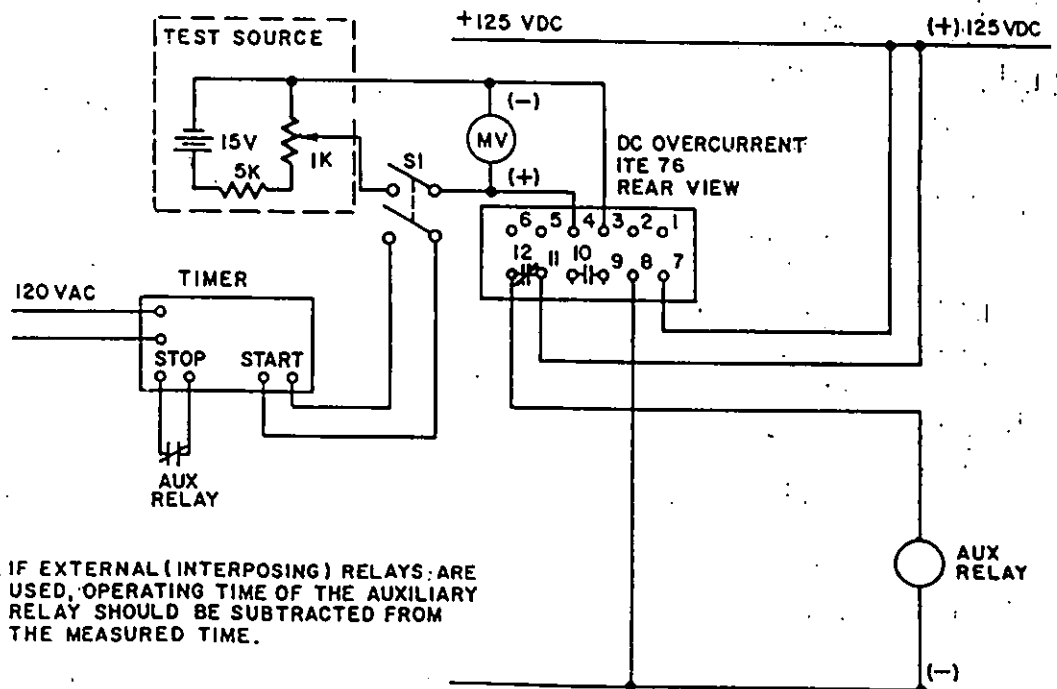 +125 VDC
(+) 125 VDC
TEST SOURCE
15V
5K
1K
S1
(-)
MV
(+)
DC OVERCURRENT
ITE 76
REAR VIEW
6 5 4 3 2 1
12 11 10 9 8 7
TIMER
120 VAC
STOP START
AUX
RELAY
AUX
RELAY
IF EXTERNAL (INTERPOSING) RELAYS ARE
USED, OPERATING TIME OF THE AUXILIARY
RELAY SHOULD BE SUBTRACTED FROM
THE MEASURED TIME.
(-)